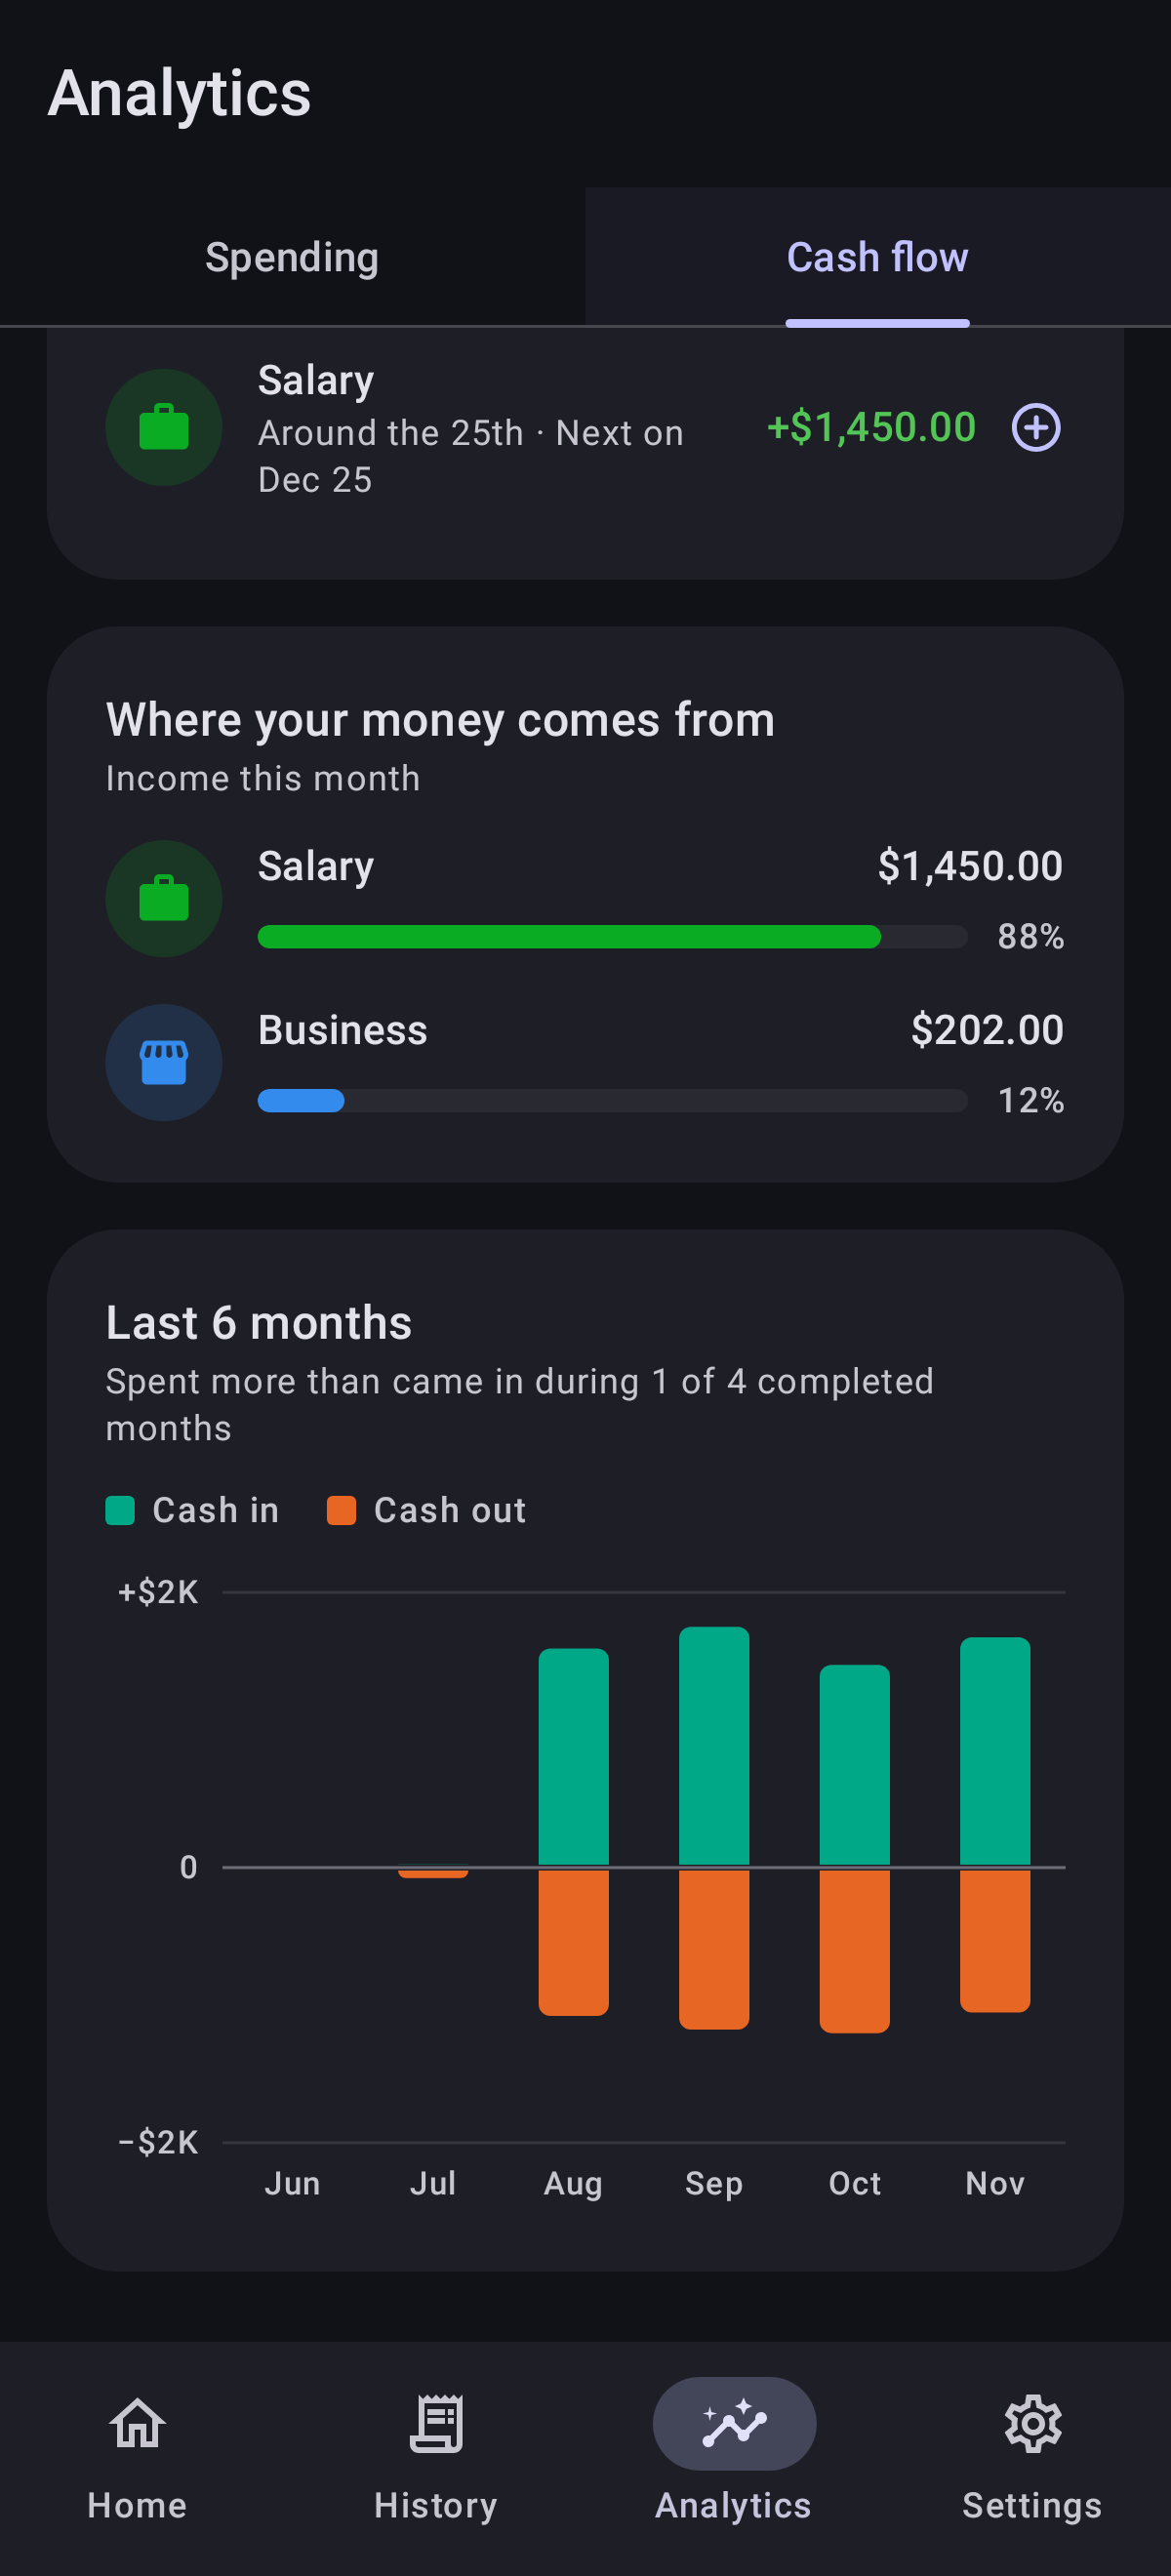 Analytics
Spending
Cash flow
Salary
Around the 25th · Next on
Dec 25
+$1,450.00
Where your money comes from
Income this month
Salary
$1,450.00
88%
Business
$202.00
12%
Last 6 months
Spent more than came in during 1 of 4 completed
months
Cash in
Cash out
+$2K
0
−$2K
Jun
Jul
Aug
Sep
Oct
Nov
Home
History
Analytics
Settings